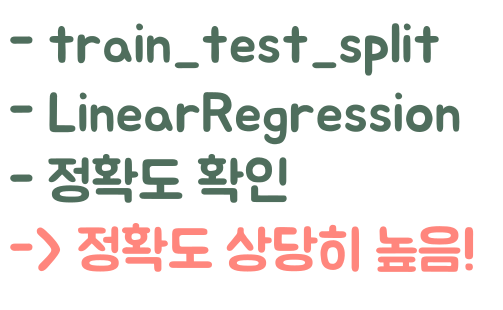 - train_test_split
- LinearRegression
- 정확도 확인
-> 정확도 상당히 높음!